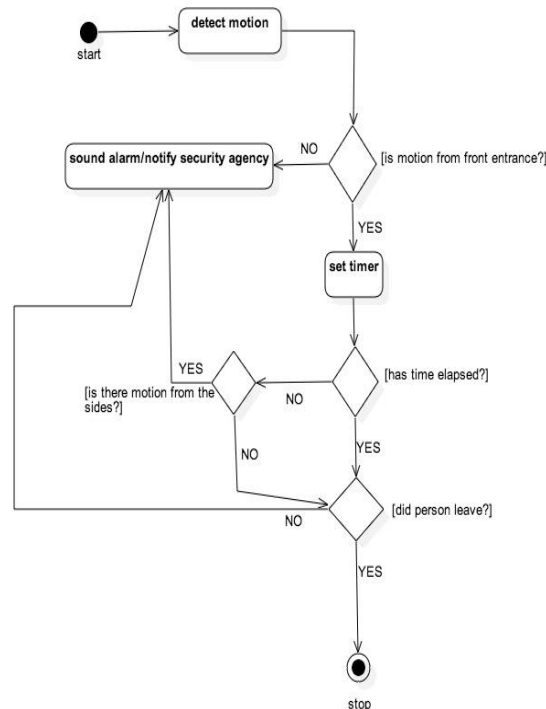 detect motion
start
NO
sound alarm/notify security agency
[is motion from front entrance?]
YES
set timer
YES
[has time elapsed?]
[is there motion from the
sides?]
NO
YES
NO
[did person leave?]
NO
YES
stop